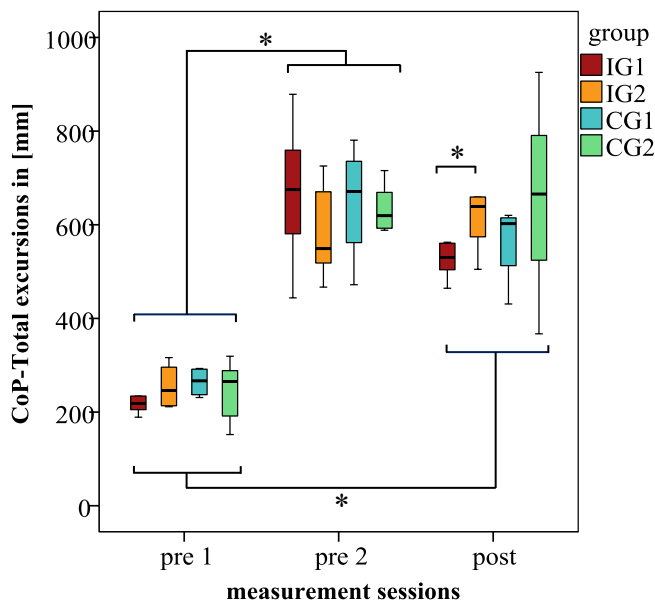 group
IG1
IG2
CG1
CG2
CoP-Total excursions in [mm]
1000
800
600
400
200
0
*
*
*
pre 1 pre 2 post
measurement sessions